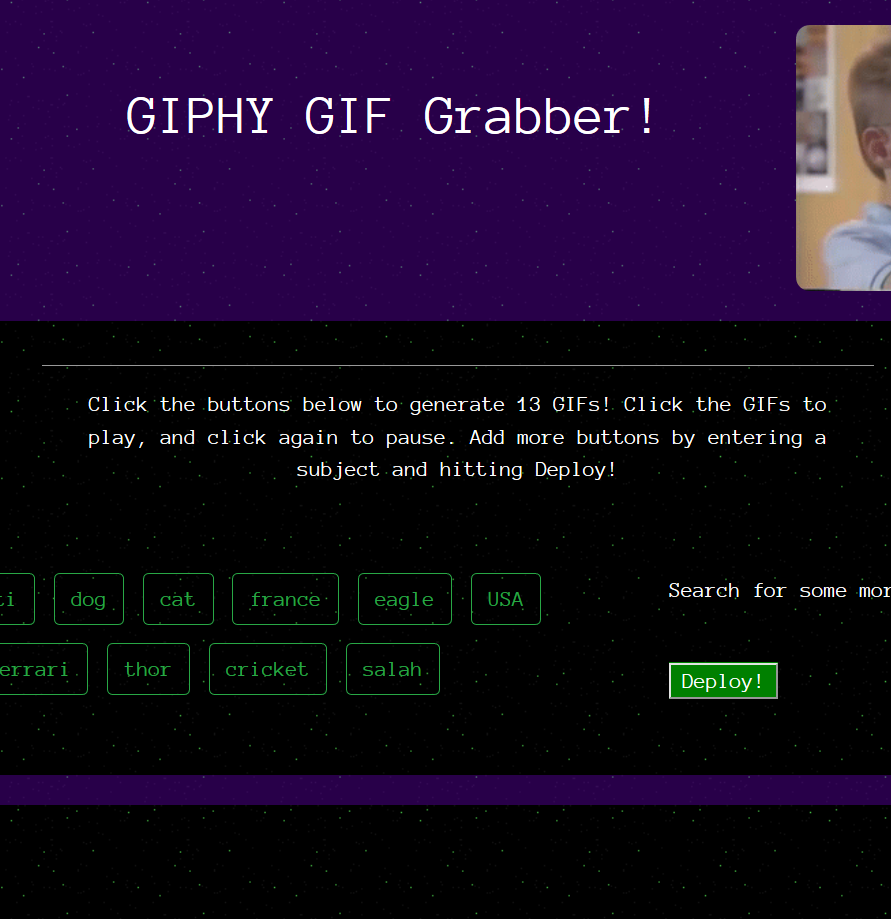 GIPHY GIF Grabber!
Click the buttons below to generate 13 GIFs! Click the GIFs to
play, and click again to pause. Add more buttons by entering a
subject and hitting Deploy!
dog cat france eagle USA
Search for some
errari thor cricket salah
Deploy!